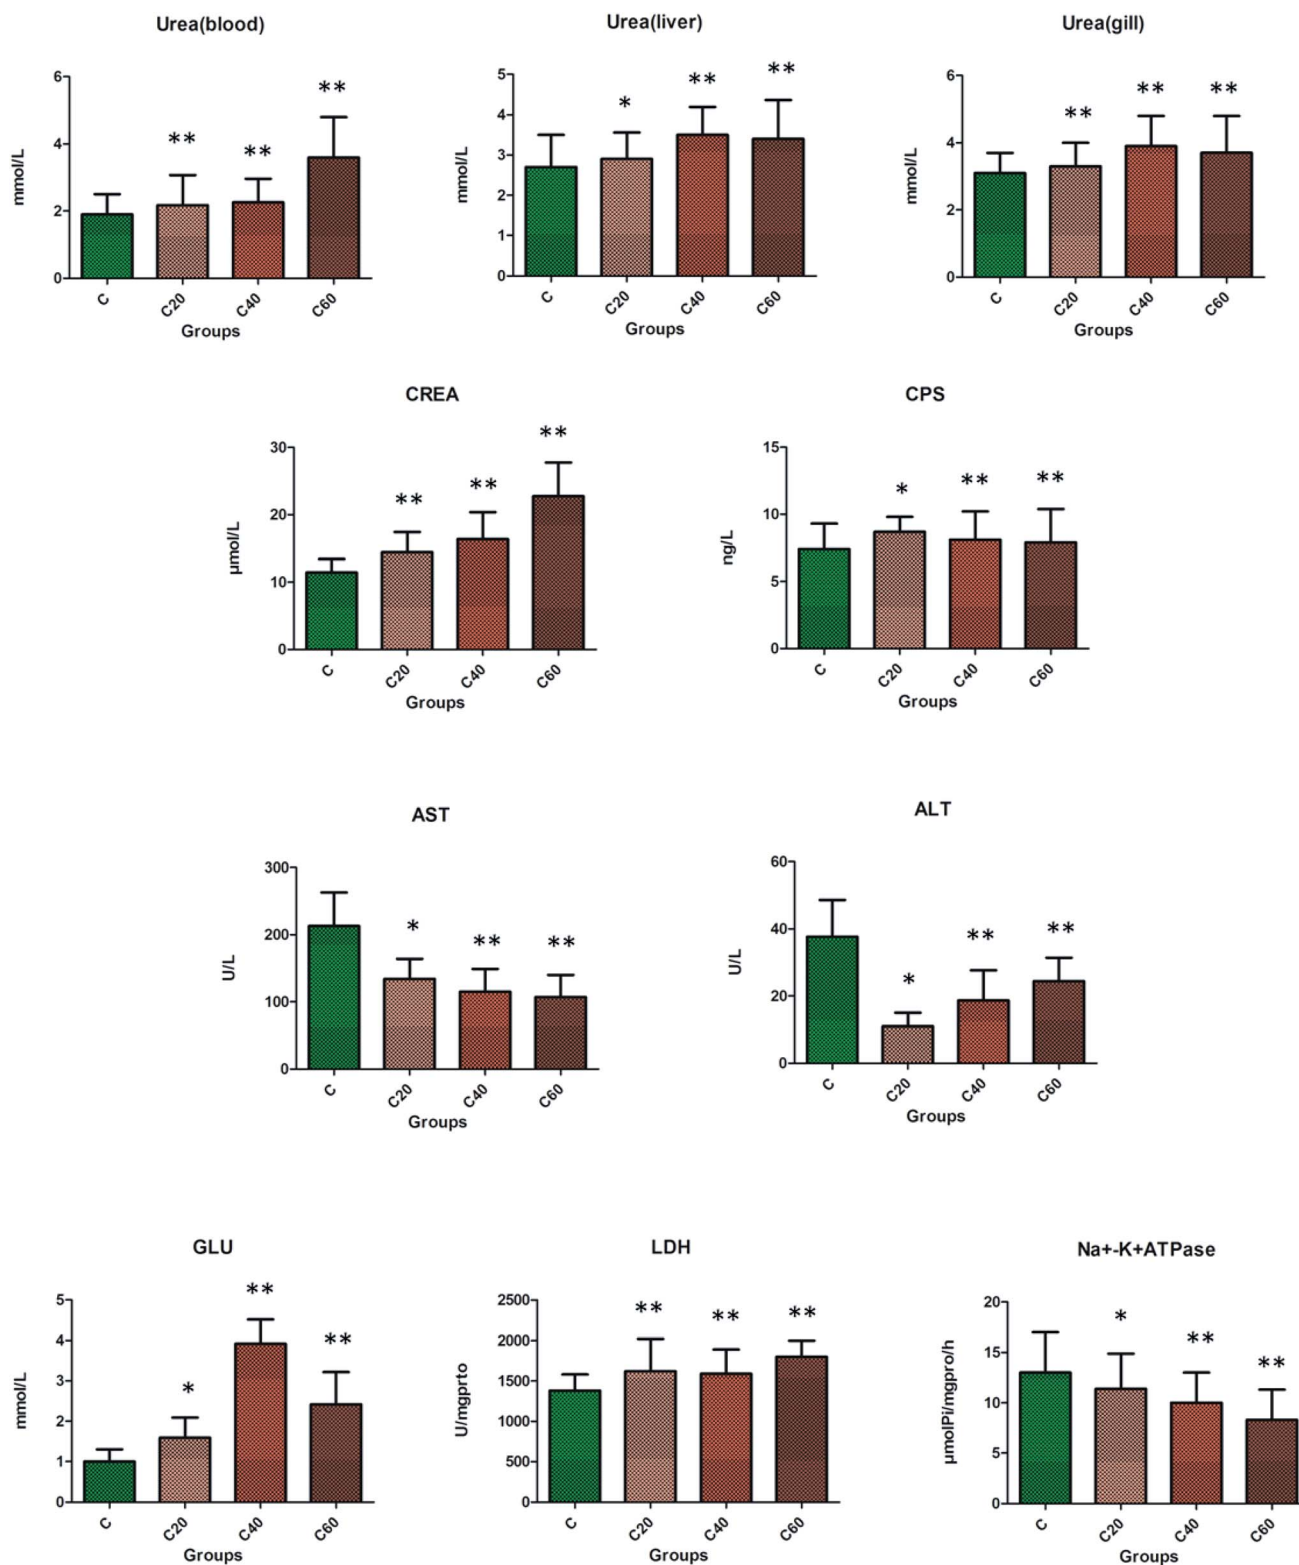 Urea(blood)
Urea(liver)
Urea(gill)
6
4
2
0
mmol/L
**
**
**
C
C20
C40
C60
Groups
5
4
3
2
1
0
mmol/L
*
**
**
C
C20
C40
C60
Groups
6
4
2
0
mmol/L
**
**
**
C
C20
C40
C60
Groups
CREA
30
20
10
0
µmol/L
**
**
**
C
C20
C40
C60
Groups
CPS
15
10
5
0
ng/L
*
**
**
C
C20
C40
C60
Groups
AST
300
200
100
0
U/L
*
**
**
C
C20
C40
C60
Groups
ALT
60
40
20
0
U/L
*
**
**
C
C20
C40
C60
Groups
GLU
5
4
3
2
1
0
mmol/L
*
**
**
C
C20
C40
C60
Groups
LDH
2500
2000
1500
1000
500
0
U/mgprto
**
**
**
C
C20
C40
C60
Groups
Na+-K+ATPase
20
15
10
5
0
µmolPi/mgpro/h
*
**
**
C
C20
C40
C60
Groups